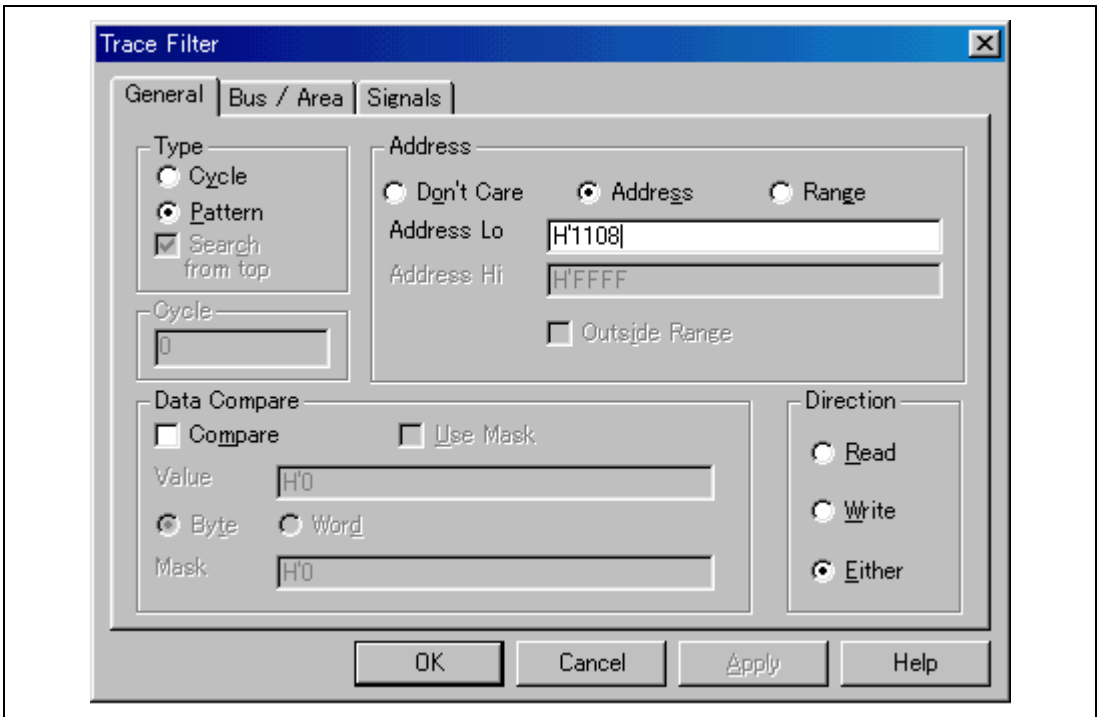 Trace Filter
General Bus / Area Signals
Type
Cycle
Pattern
Search
from top
Address
Don't Care Address Range
Address Lo H'1108
Address Hi H'FFFF
Outside Range
Cycle
0
Data Compare
Compare Use Mask
Value H'0
Byte Word
Mask H'0
Direction
Read
Write
Either
OK Cancel Apply Help